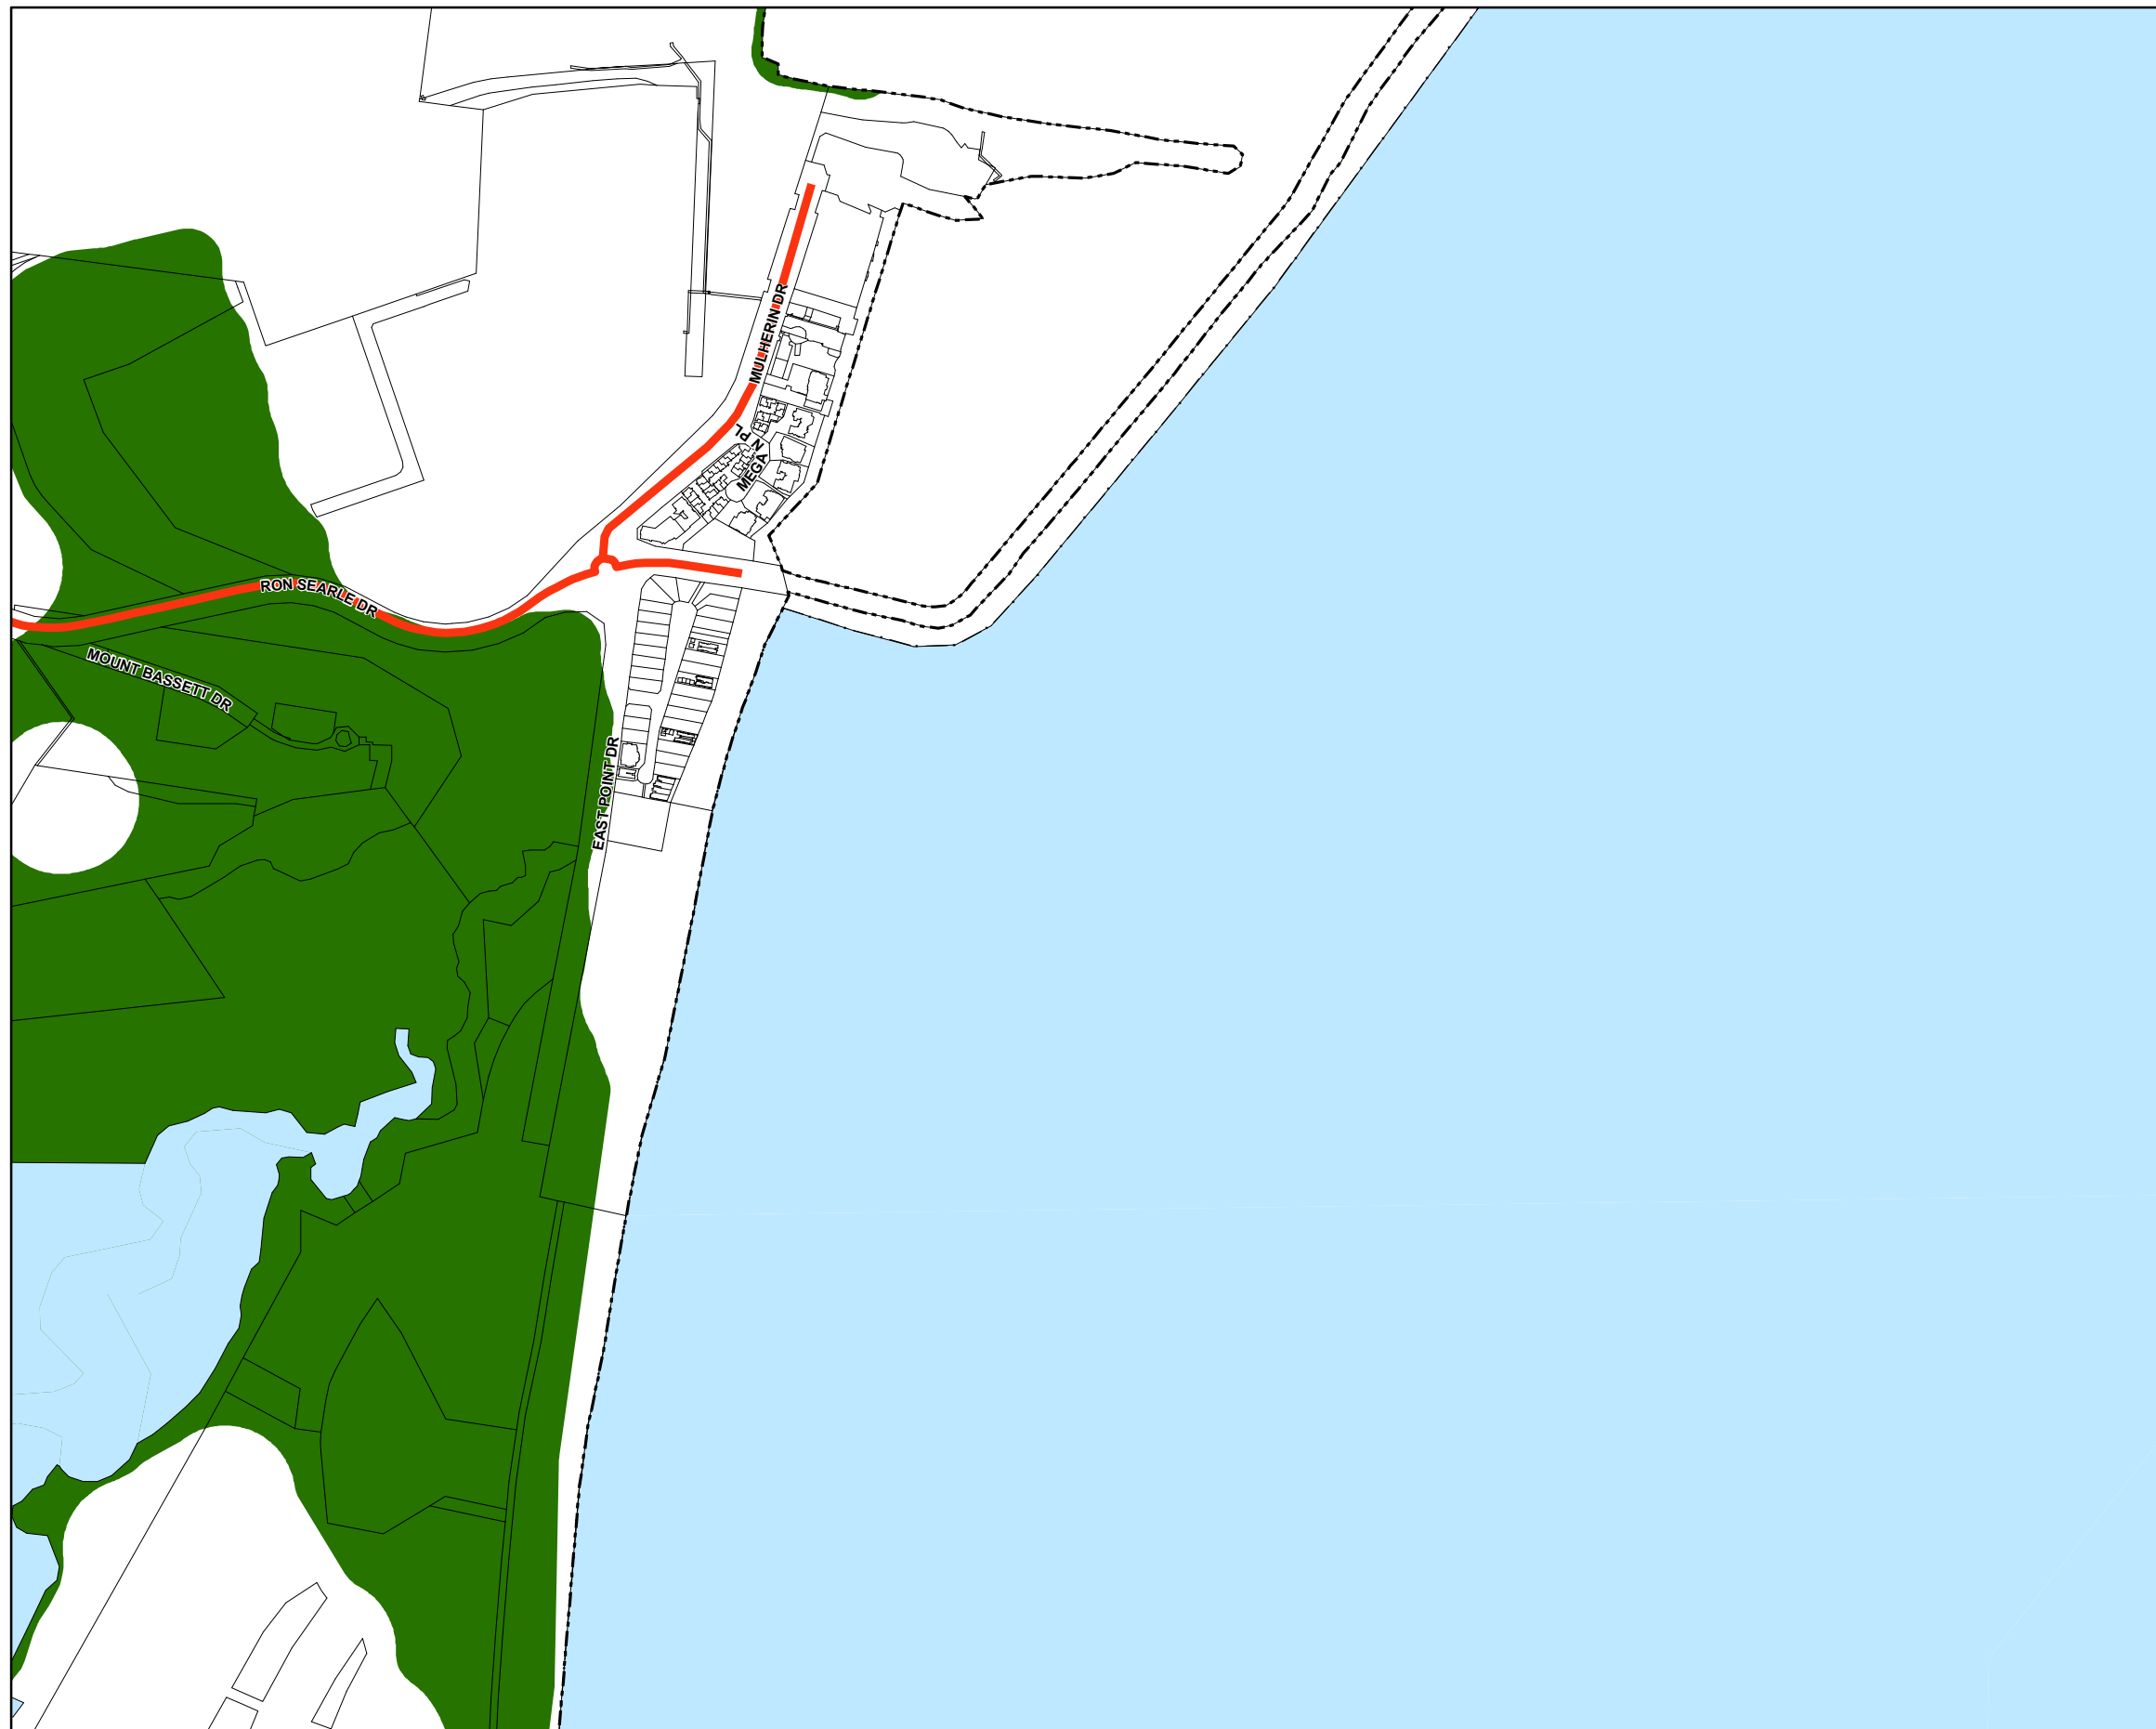 MULHERIN DR
MEGA
N PL
RON SEARLE DR
MOUNT BASSETT DR
EAST POINT DR